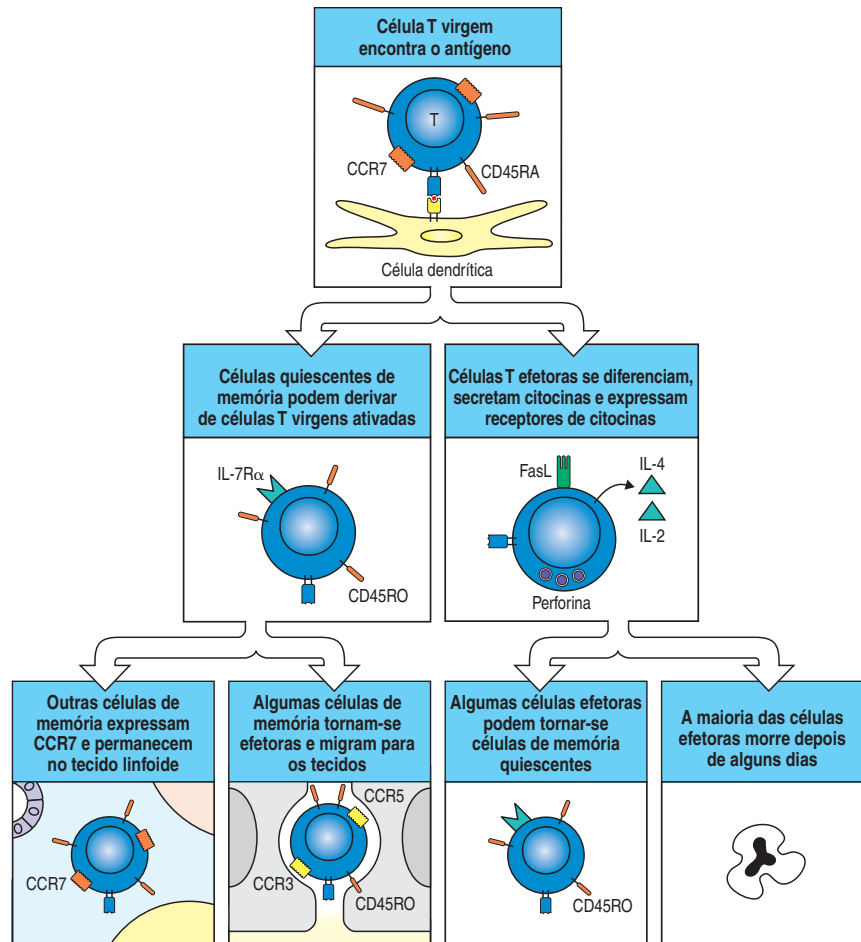 Célula T virgem
encontra o antígeno
T
CCR7
CD45RA
Célula dendrítica
Células quiescentes de
memória podem derivar
de células T virgens ativadas
IL-7Rα
CD45RO
Células T efetoras se diferenciam,
secretam citocinas e expressam
receptores de citocinas
FasL
IL-4
IL-2
Perforina
Outras células de
memória expressam
CCR7 e permanecem
no tecido linfoide
CCR7
Algumas células de
memória tornam-se
efetoras e migram para
os tecidos
CCR5
CCR3
CD45RO
Algumas células efetoras
podem tornar-se
células de memória
quiescentes
CD45RO
A maioria das células
efetoras morre depois
de alguns dias